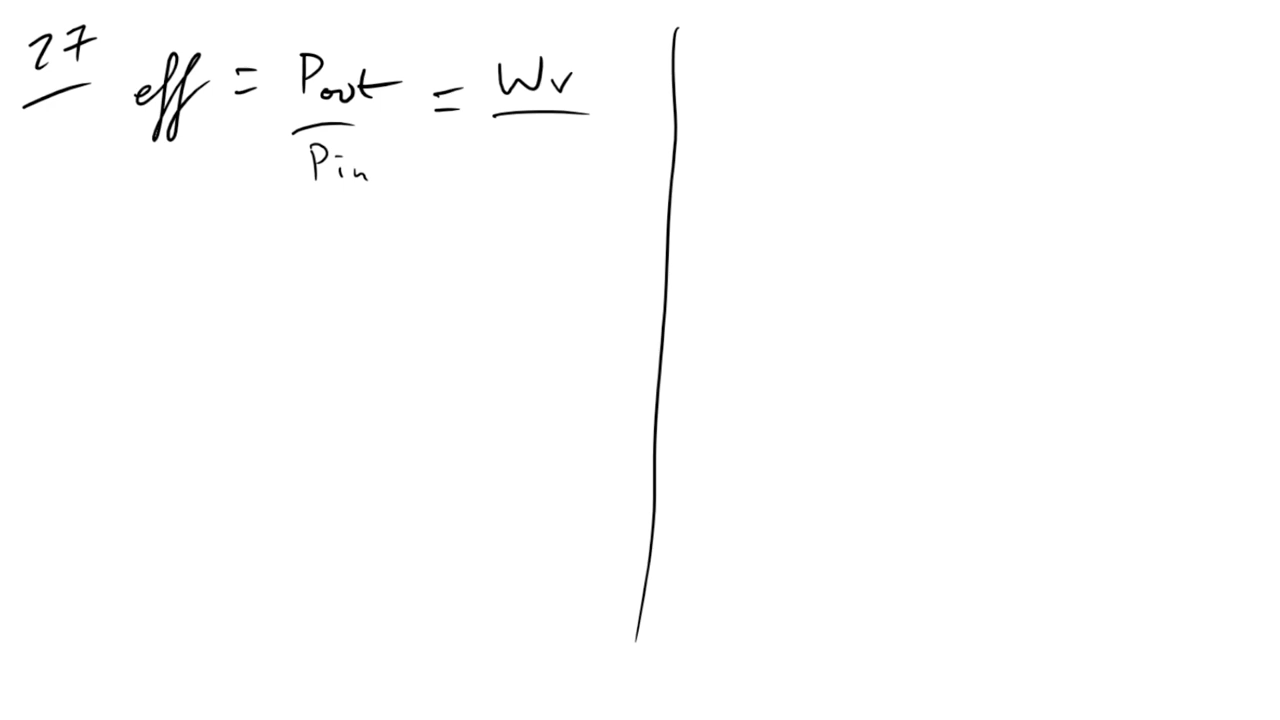 27
eff = Pout = Wv
Pin